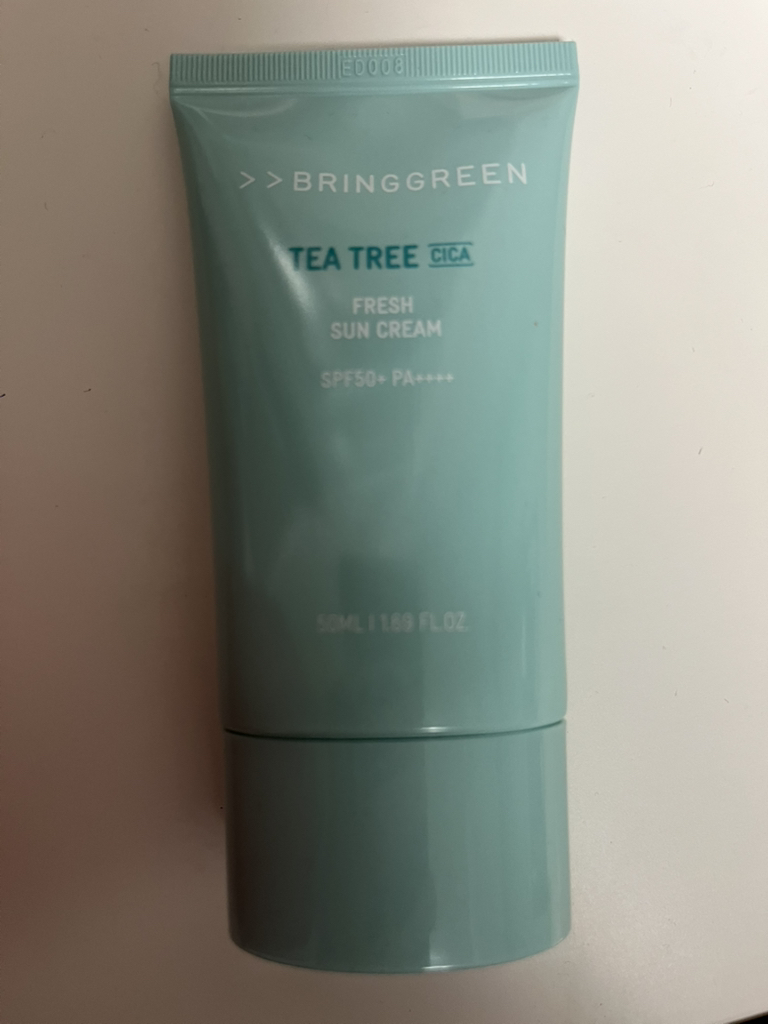 ED008
>>BRINGGREEN
TEA TREE CICA
FRESH
SUN CREAM
SPF50+ PA++++
50ML | 1.69 FL.OZ.